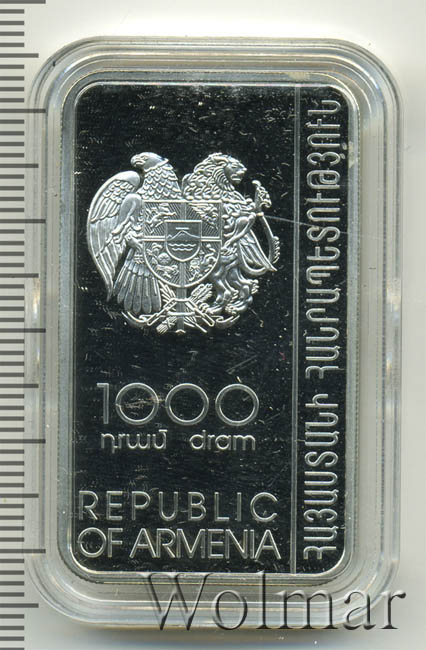 1000
դրամ dram
REPUBLIC
OF ARMENIA
ՀԱՅԱՍՏԱՆԻ ՀԱՆՐԱՊԵՏՈՒԹՅՈՒՆ
Wolmar